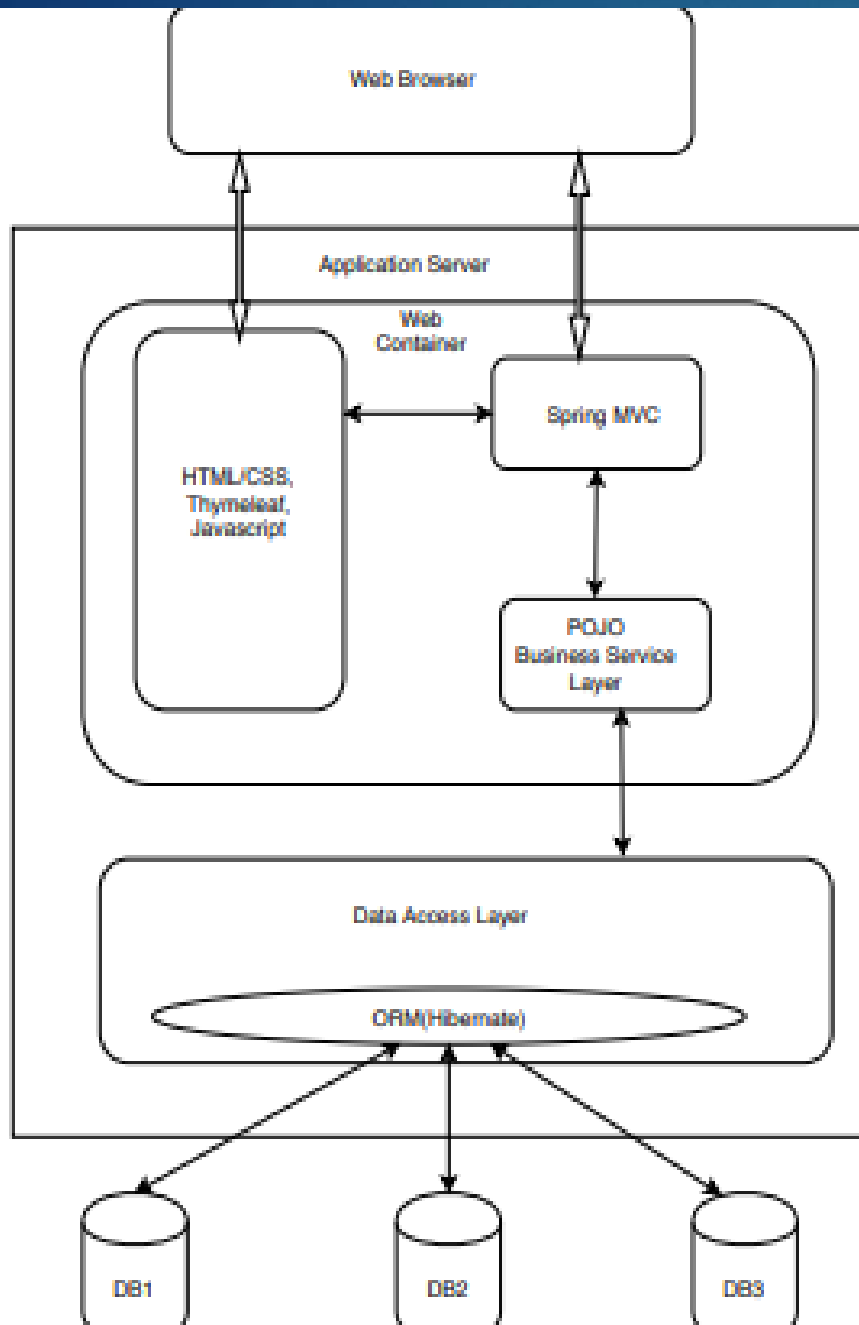 Web Browser
Application Server
Web
Container
HTML/CSS,
Thymeleaf,
Javascript
Spring MVC
POJO
Business Service
Layer
Data Access Layer
ORM(Hibernate)
DB1
DB2
DB3